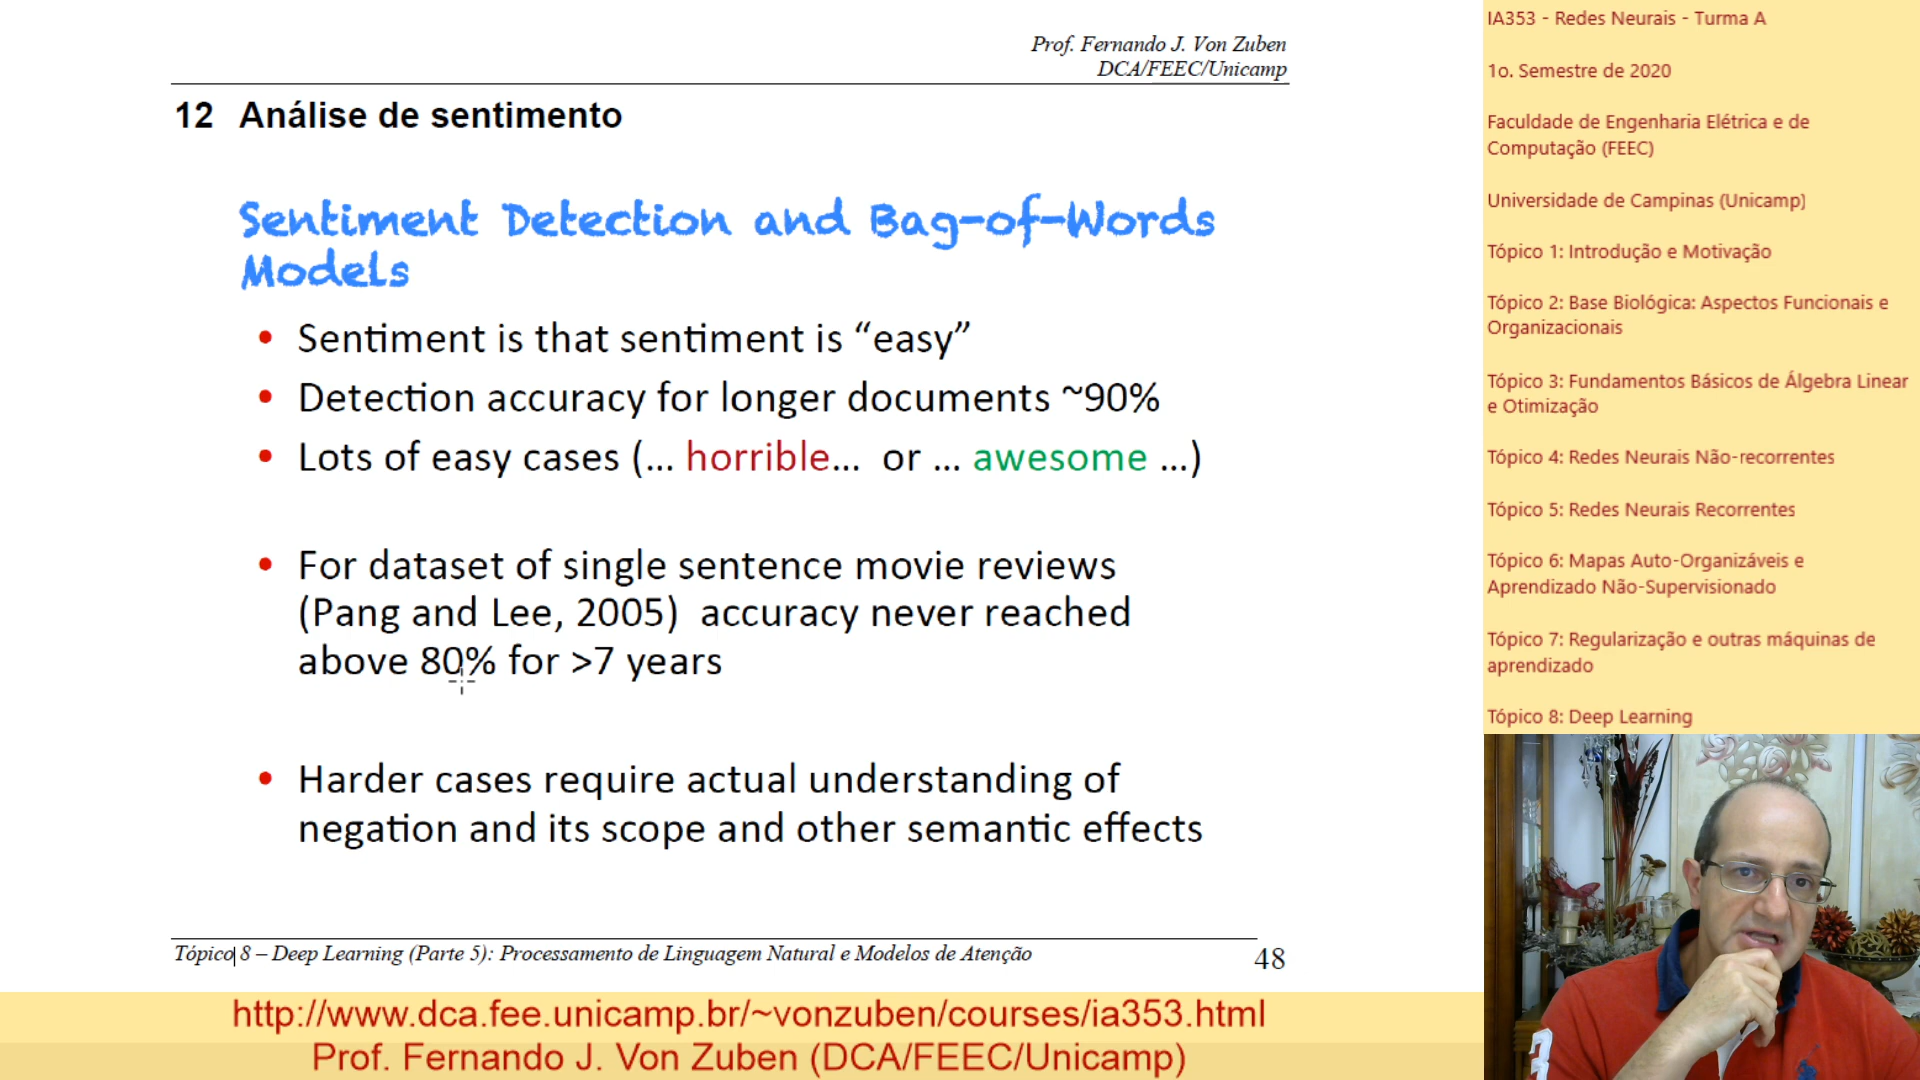 Prof. Fernando J. Von Zuben
DCA/FEEC/Unicamp
12 Análise de sentimento
Sentiment Detection and Bag-of-Words
Models
• Sentiment is that sentiment is “easy”
• Detection accuracy for longer documents ~90%
• Lots of easy cases (... horrible... or ... awesome ...)
• For dataset of single sentence movie reviews
(Pang and Lee, 2005) accuracy never reached
above 80% for >7 years
• Harder cases require actual understanding of
negation and its scope and other semantic effects
Tópico 8 – Deep Learning (Parte 5): Processamento de Linguagem Natural e Modelos de Atenção
48
http://www.dca.fee.unicamp.br/~vonzuben/courses/ia353.html
Prof. Fernando J. Von Zuben (DCA/FEEC/Unicamp)
IA353 - Redes Neurais - Turma A
1o. Semestre de 2020
Faculdade de Engenharia Elétrica e de
Computação (FEEC)
Universidade de Campinas (Unicamp)
Tópico 1: Introdução e Motivação
Tópico 2: Base Biológica: Aspectos Funcionais e
Organizacionais
Tópico 3: Fundamentos Básicos de Álgebra Linear
e Otimização
Tópico 4: Redes Neurais Não-recorrentes
Tópico 5: Redes Neurais Recorrentes
Tópico 6: Mapas Auto-Organizáveis e
Aprendizado Não-Supervisionado
Tópico 7: Regularização e outras máquinas de
aprendizado
Tópico 8: Deep Learning